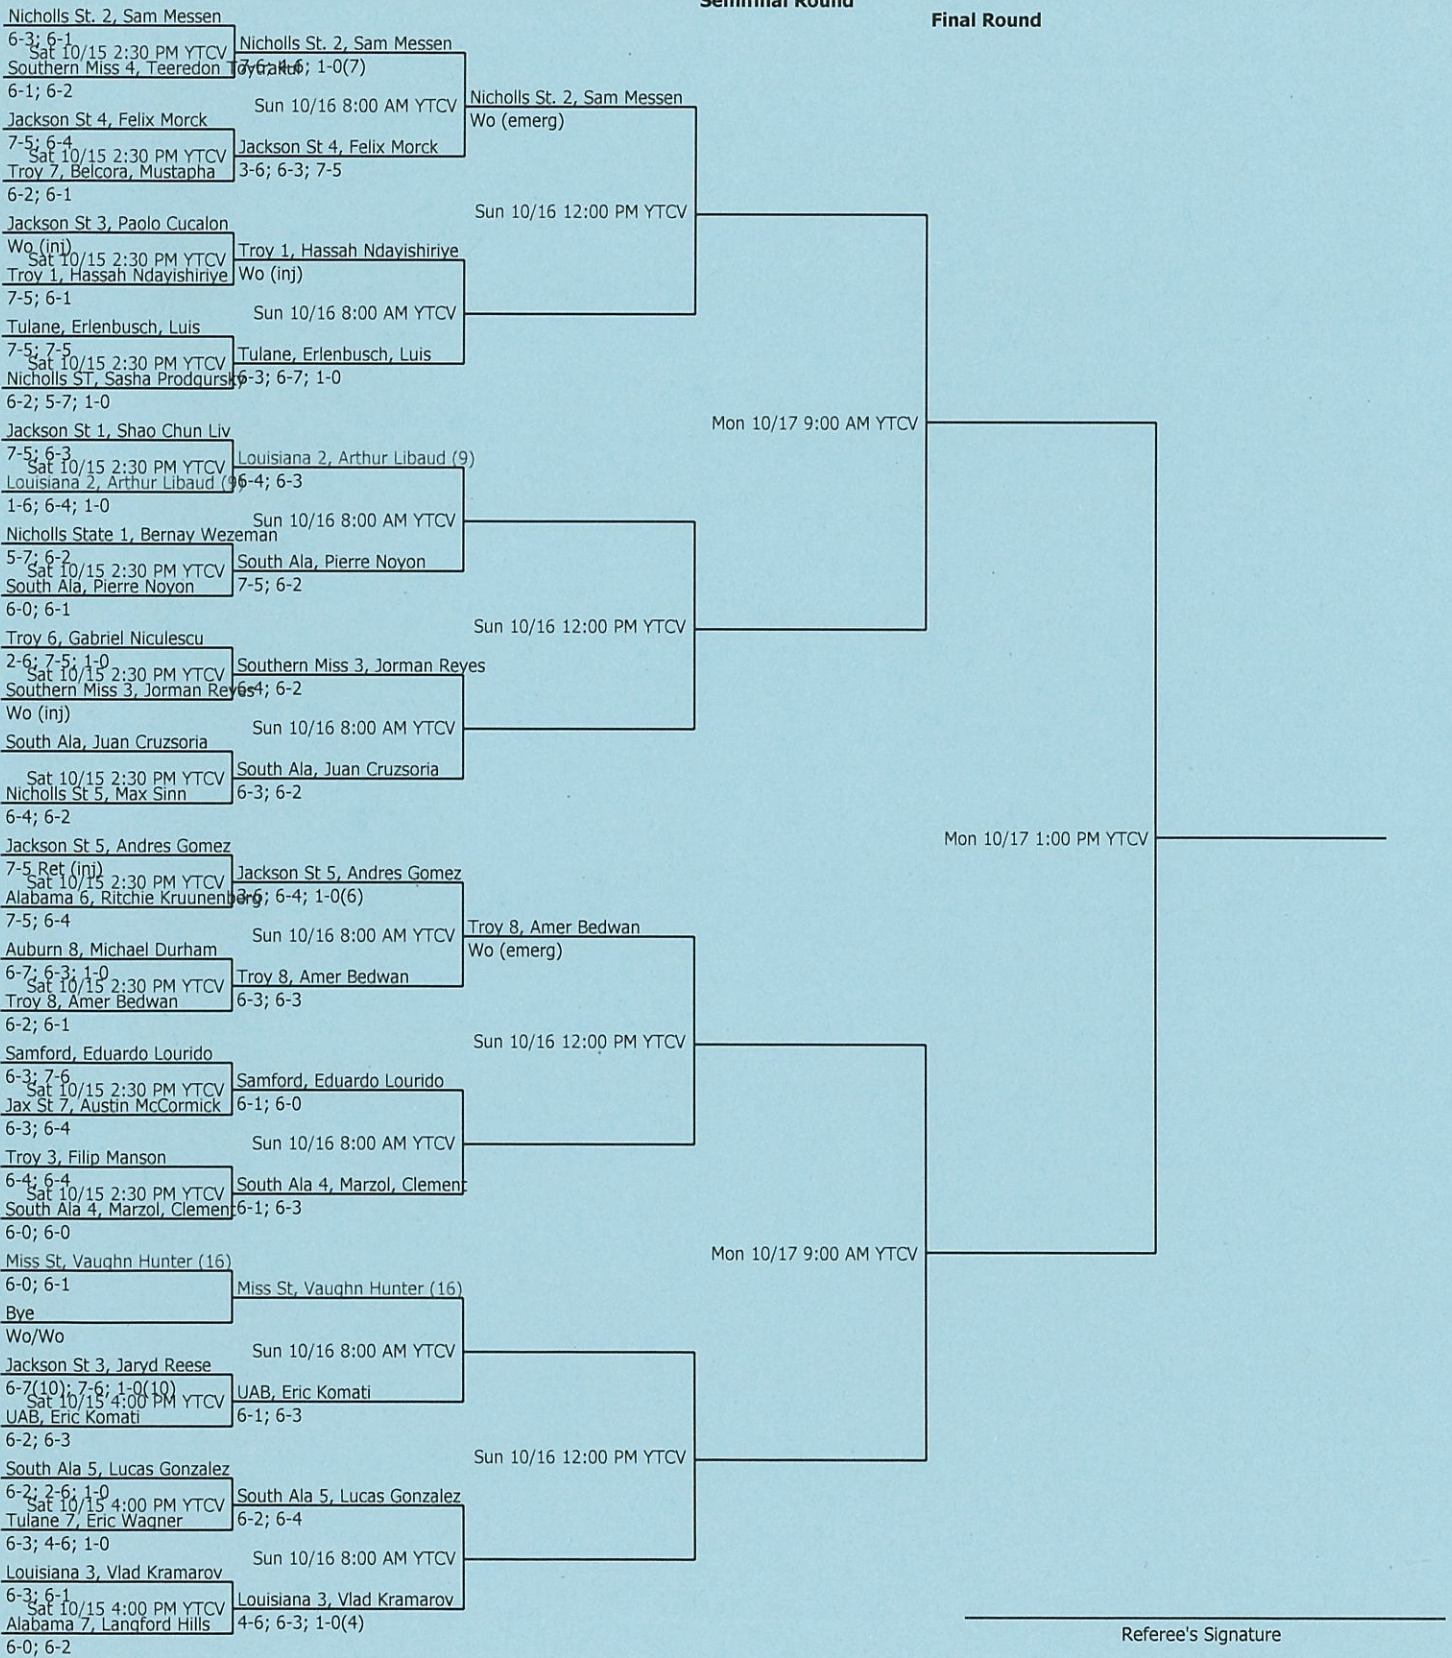 Semifinal Round
Final Round
Nicholls St. 2, Sam Messen
6-3; 6-1
Sat 10/15 2:30 PM YTCV
Nicholls St. 2, Sam Messen
Southern Miss 4, Teeredon
7-6; 4-6; 1-0(7)
6-1; 6-2
Sun 10/16 8:00 AM YTCV
Nicholls St. 2, Sam Messen
Wo (emerg)
Jackson St 4, Felix Morck
7-5; 6-4
Sat 10/15 2:30 PM YTCV
Jackson St 4, Felix Morck
Troy 7, Belcora, Mustapha
3-6; 6-3; 7-5
6-2; 6-1
Sun 10/16 12:00 PM YTCV
Jackson St 3, Paolo Cucalon
Wo (inj)
Sat 10/15 2:30 PM YTCV
Troy 1, Hassah Ndayishiriye
Troy 1, Hassah Ndayishiriye
Wo (inj)
7-5; 6-1
Sun 10/16 8:00 AM YTCV
Tulane, Erlenbusch, Luis
7-5; 7-5
Sat 10/15 2:30 PM YTCV
Tulane, Erlenbusch, Luis
Nicholls ST, Sasha Prodgursky
6-3; 6-7; 1-0
6-2; 5-7; 1-0
Mon 10/17 9:00 AM YTCV
Jackson St 1, Shao Chun Liv
7-5; 6-3
Sat 10/15 2:30 PM YTCV
Louisiana 2, Arthur Libaud (9)
Louisiana 2, Arthur Libaud (9)
6-4; 6-3
1-6; 6-4; 1-0
Sun 10/16 8:00 AM YTCV
Nicholls State 1, Bernay Wezeman
5-7; 6-2
Sat 10/15 2:30 PM YTCV
South Ala, Pierre Noyon
South Ala, Pierre Noyon
7-5; 6-2
6-0; 6-1
Sun 10/16 12:00 PM YTCV
Troy 6, Gabriel Niculescu
2-6; 7-5; 1-0
Sat 10/15 2:30 PM YTCV
Southern Miss 3, Jorman Reyes
Southern Miss 3, Jorman Reyes
6-4; 6-2
Wo (inj)
Sun 10/16 8:00 AM YTCV
South Ala, Juan Cruzsoria
Sat 10/15 2:30 PM YTCV
South Ala, Juan Cruzsoria
Nicholls St 5, Max Sinn
6-3; 6-2
6-4; 6-2
Mon 10/17 1:00 PM YTCV
Jackson St 5, Andres Gomez
7-5 Ret (inj)
Sat 10/15 2:30 PM YTCV
Jackson St 5, Andres Gomez
Alabama 6, Ritchie Kruunenberg
3-6; 6-4; 1-0(6)
7-5; 6-4
Sun 10/16 8:00 AM YTCV
Troy 8, Amer Bedwan
Wo (emerg)
Auburn 8, Michael Durham
6-7; 6-3; 1-0
Sat 10/15 2:30 PM YTCV
Troy 8, Amer Bedwan
Troy 8, Amer Bedwan
6-3; 6-3
6-2; 6-1
Sun 10/16 12:00 PM YTCV
Samford, Eduardo Lourido
6-3; 7-6
Sat 10/15 2:30 PM YTCV
Samford, Eduardo Lourido
Jax St 7, Austin McCormick
6-1; 6-0
6-3; 6-4
Sun 10/16 8:00 AM YTCV
Troy 3, Filip Manson
6-4; 6-4
Sat 10/15 2:30 PM YTCV
South Ala 4, Marzol, Clement
South Ala 4, Marzol, Clement
6-1; 6-3
6-0; 6-0
Mon 10/17 9:00 AM YTCV
Miss St, Vaughn Hunter (16)
6-0; 6-1
Miss St, Vaughn Hunter (16)
Bye
Wo/Wo
Sun 10/16 8:00 AM YTCV
Jackson St 3, Jaryd Reese
6-7(10); 7-6; 1-0(10)
Sat 10/15 4:00 PM YTCV
UAB, Eric Komati
UAB, Eric Komati
6-1; 6-3
6-2; 6-3
Sun 10/16 12:00 PM YTCV
South Ala 5, Lucas Gonzalez
6-2; 2-6; 1-0
Sat 10/15 4:00 PM YTCV
South Ala 5, Lucas Gonzalez
Tulane 7, Eric Wagner
6-2; 6-4
6-3; 4-6; 1-0
Sun 10/16 8:00 AM YTCV
Louisiana 3, Vlad Kramarov
6-3; 6-1
Sat 10/15 4:00 PM YTCV
Louisiana 3, Vlad Kramarov
Alabama 7, Langford Hills
4-6; 6-3; 1-0(4)
6-0; 6-2
Referee's Signature